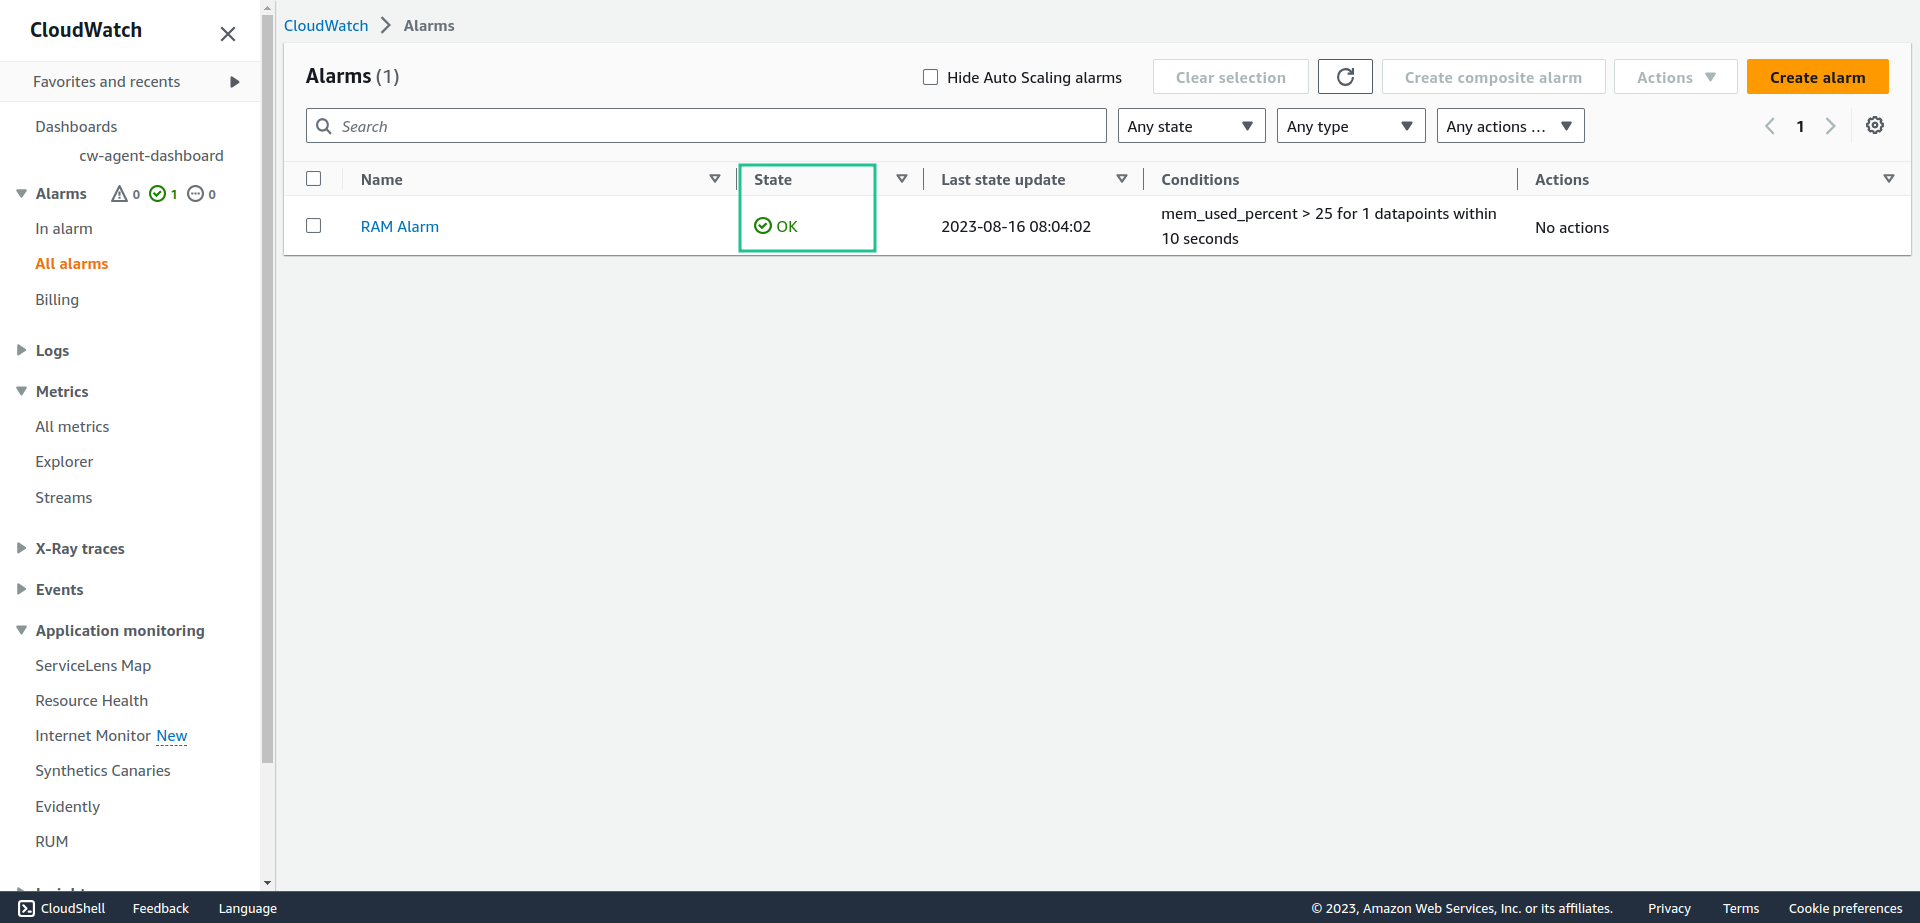 CloudWatch
Favorites and recents
Dashboards
cw-agent-dashboard
Alarms 0 1 0
In alarm
All alarms
Billing
Logs
Metrics
All metrics
Explorer
Streams
X-Ray traces
Events
Application monitoring
ServiceLens Map
Resource Health
Internet Monitor New
Synthetics Canaries
Evidently
RUM
CloudWatch Alarms
Alarms (1)
Hide Auto Scaling alarms
Clear selection
Create composite alarm
Actions
Create alarm
Search
Any state
Any type
Any actions ...
1
Name State Last state update Conditions Actions
RAM Alarm OK 2023-08-16 08:04:02 mem_used_percent > 25 for 1 datapoints within
10 seconds
No actions
CloudShell Feedback Language © 2023, Amazon Web Services, Inc. or its affiliates. Privacy Terms Cookie preferences